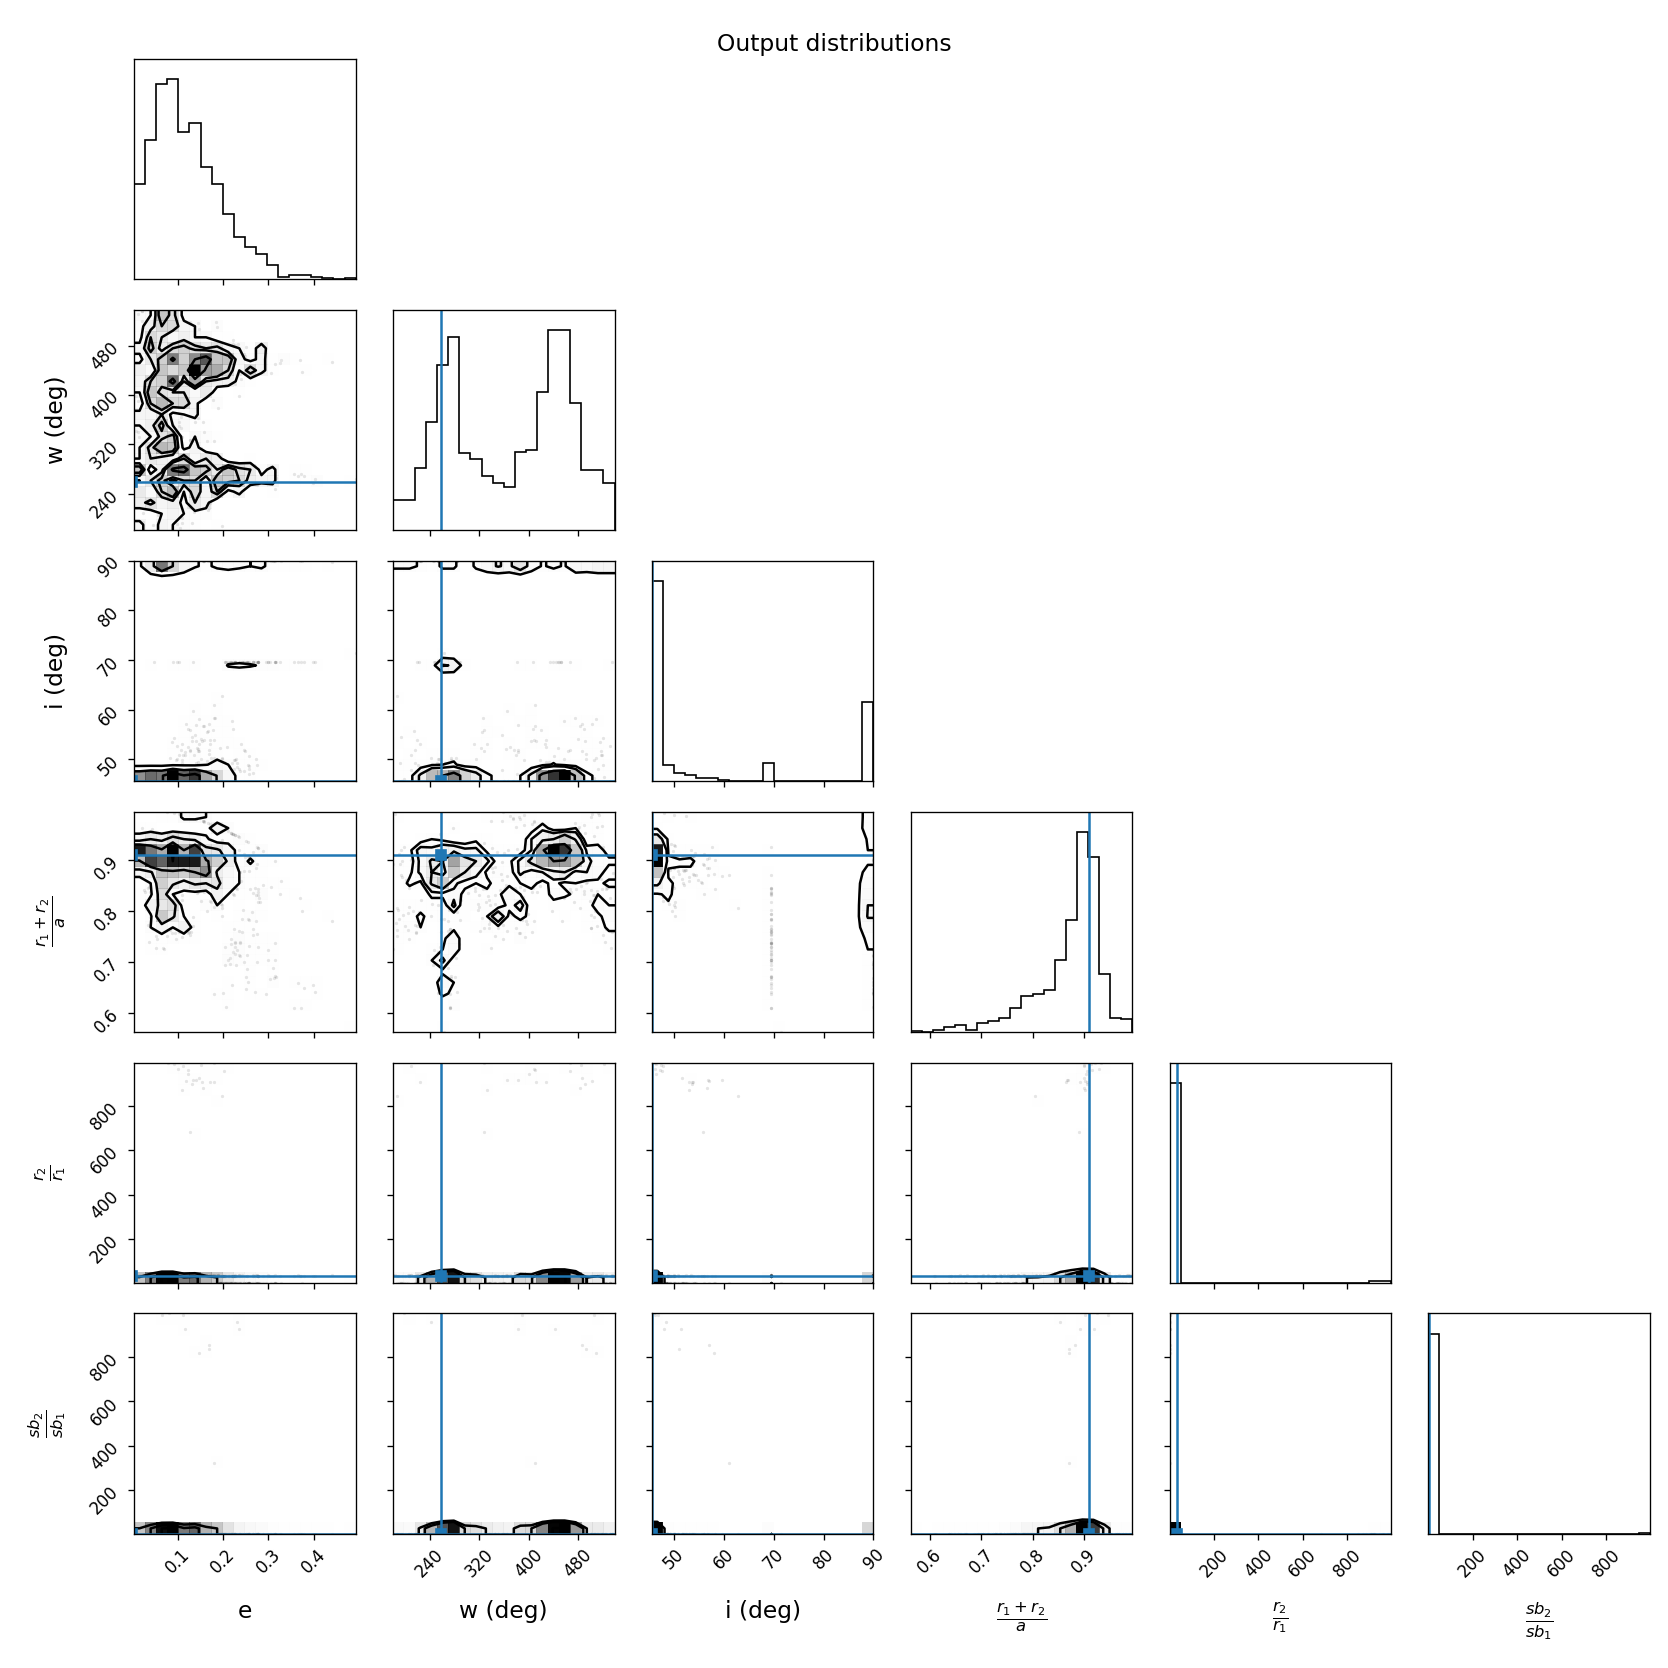 Output distributions
480
400
320
240
w (deg)
90
80
70
60
50
i (deg)
0.9
0.8
0.7
0.6
r₁ + r₂
a
800
600
400
200
r₂
r₁
800
600
400
200
sb₂
sb₁
0.1 0.2 0.3 0.4
240 320 400 480
50 60 70 80 90
0.6 0.7 0.8 0.9
200 400 600 800
200 400 600 800
e
w (deg)
i (deg)
r₁ + r₂
a
r₂
r₁
sb₂
sb₁